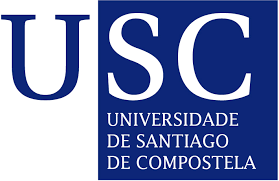 USC
UNIVERSIDADE
DE SANTIAGO
DE COMPOSTELA